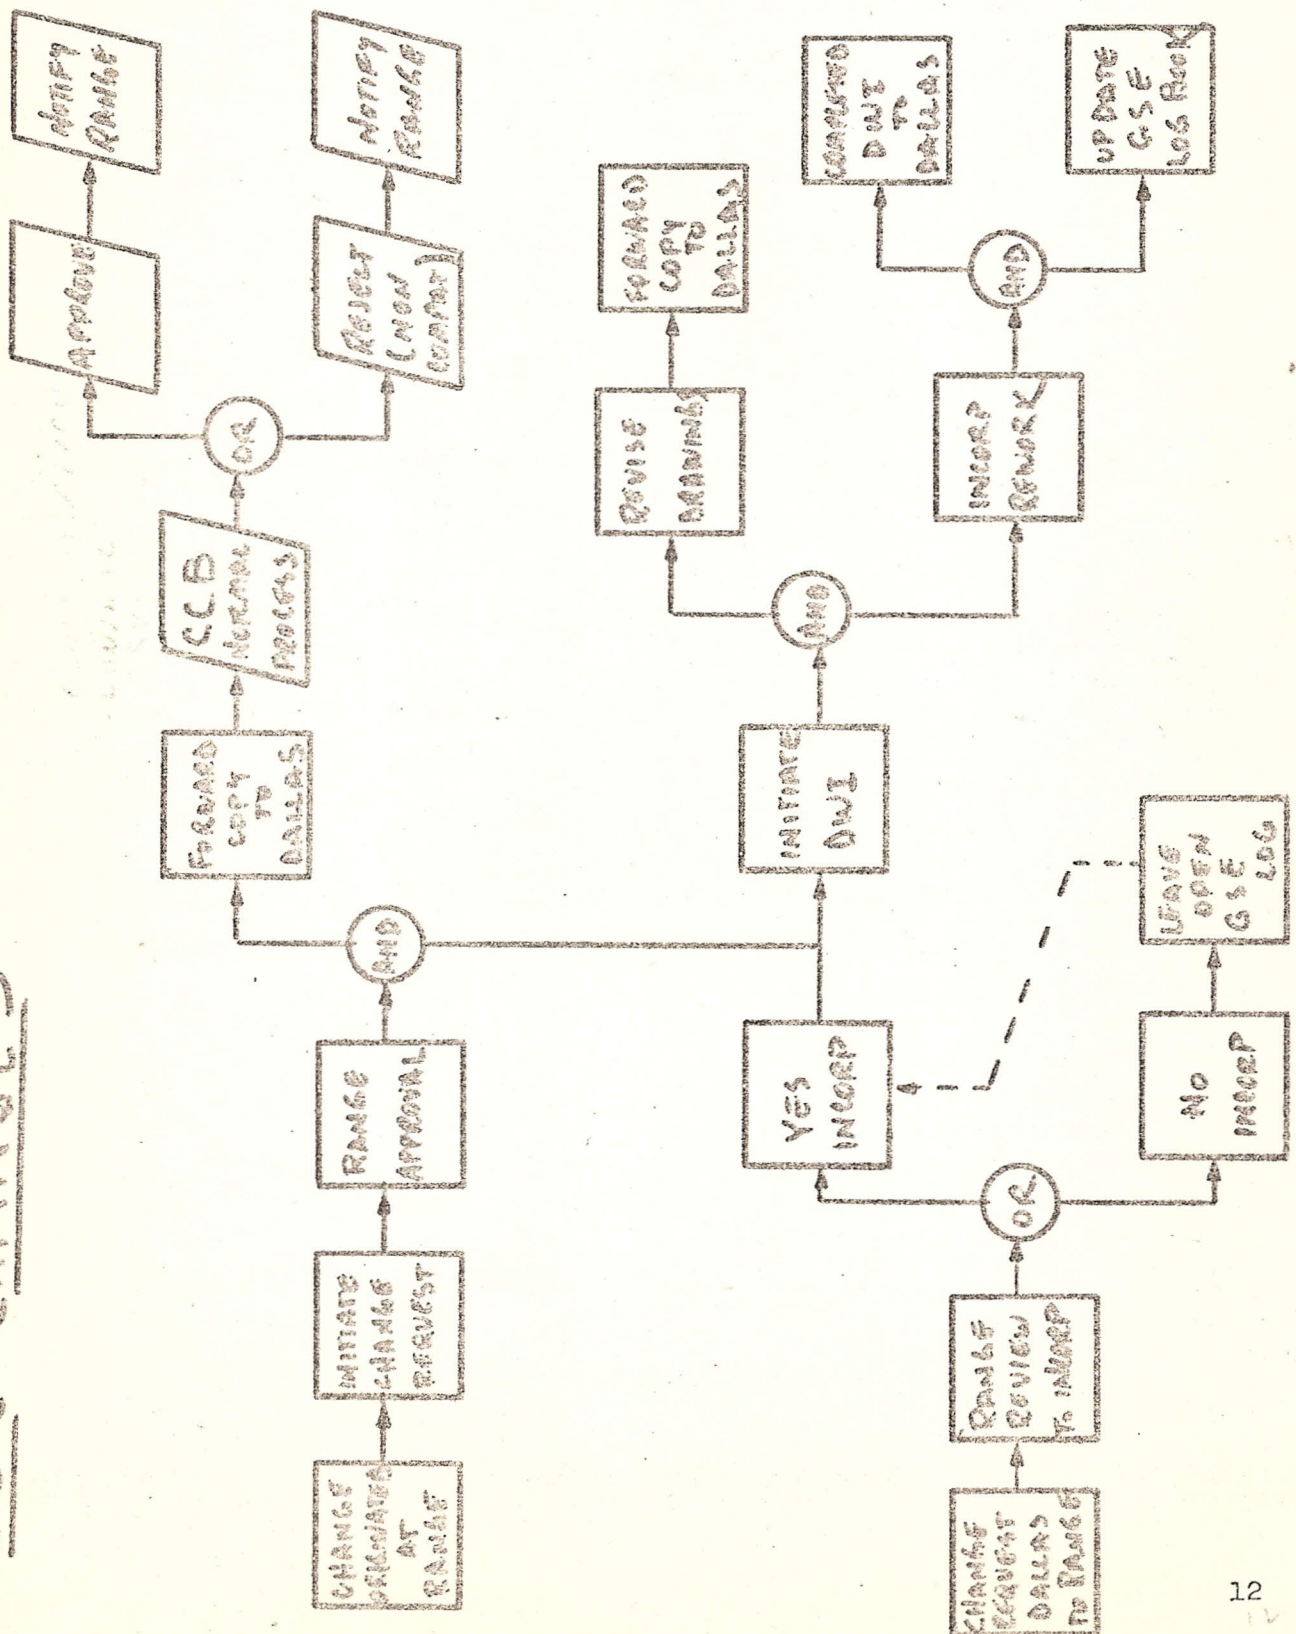 CHANGE
ORIGINATED
AT
RANGE
INITIATE
CHANGE
REQUEST
RANGE
APPROVAL
AND
FORWARD
COPY
TO
DALLAS
C.C.B
NORMAL
PROCESS
OR
APPROVE
NOTIFY
RANGE
REJECT
(NON
COMPAT)
NOTIFY
RANGE
CHANGE
REQUEST
DALLAS
TO RANGE
RANGE
REVIEW
TO INCORP
OR
YES
INCORP
NO
INCORP
LEAVE
OPEN
GSE
LOG
INITIATE
DWI
AND
REVISE
DRAWINGS
FORWARD
COPY
TO
DALLAS
INCORP
REWORK
AND
COMPLETED
DWI
TO
DALLAS
UPDATE
GSE
LOG BOOK
12